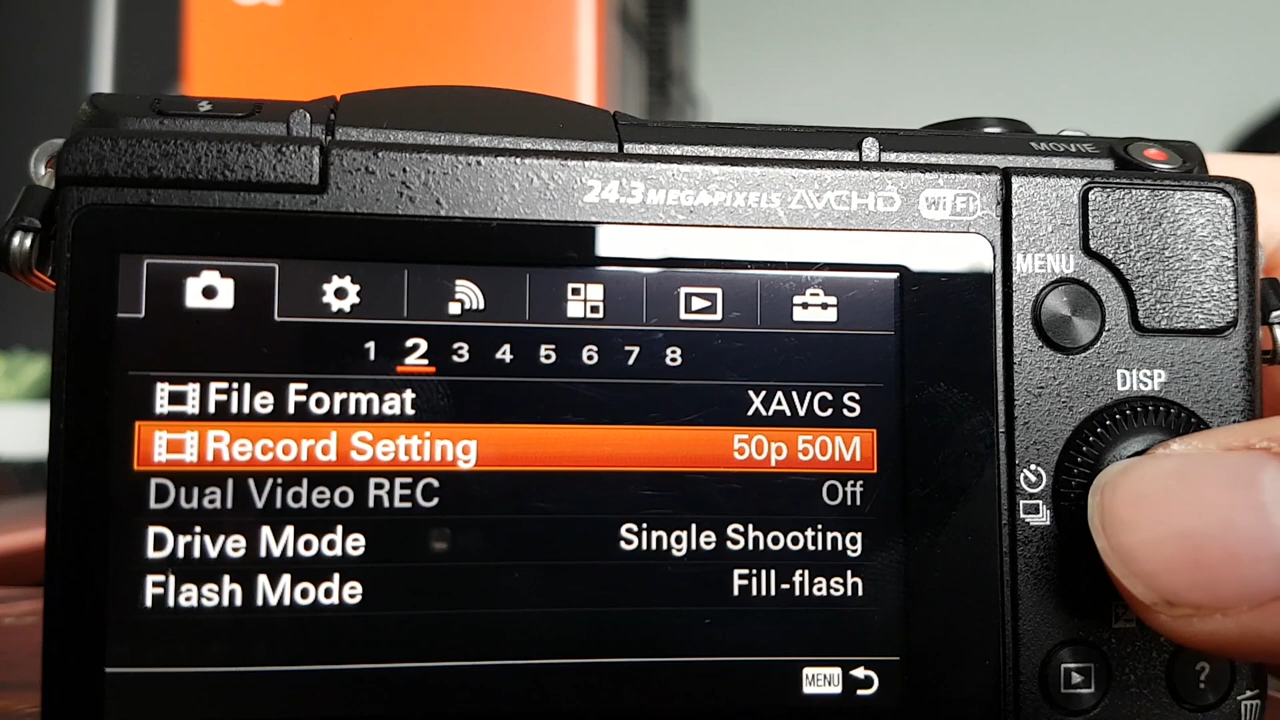 MOVIE
24.3 MEGAPIXELS AVCHD Wi Fi
MENU
DISP
1 2 3 4 5 6 7 8
File Format XAVC S
Record Setting 50p 50M
Dual Video REC Off
Drive Mode Single Shooting
Flash Mode Fill-flash
MENU
?